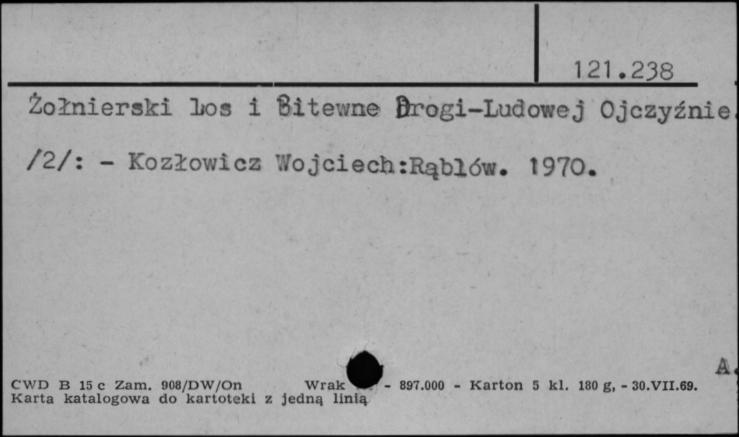 121.238
Żołnierski Los i Bitewne Drogi-Ludowej Ojczyźnie
/2/: - Kozłowicz Wojciech:Rąblów. 1970.
A.
CWD B 15 c Zam. 908/DW/On Wrak - 897.000 - Karton 5 kl. 180 g, - 30.VII.69.
Karta katalogowa do kartoteki z jedną linią